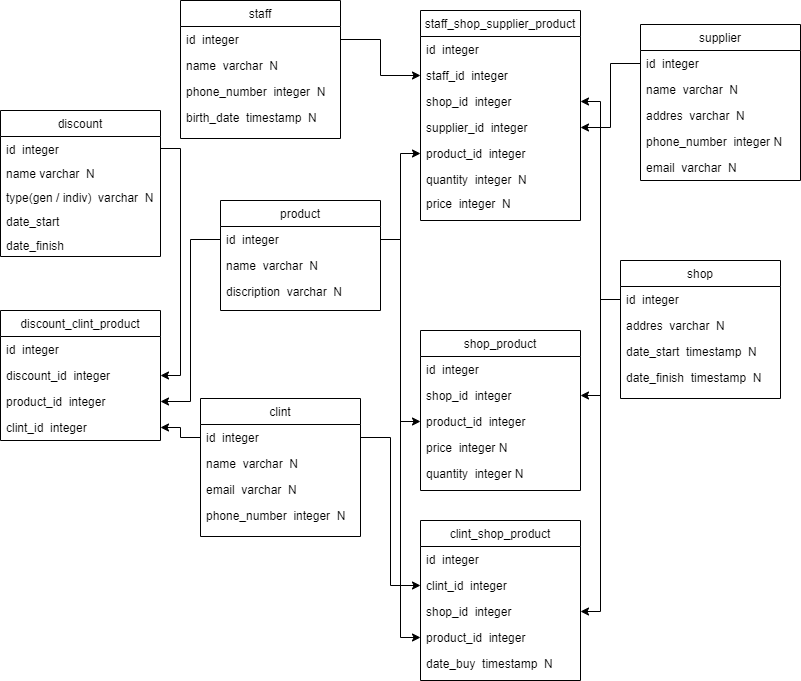 staff
id  integer
name  varchar  N
phone_number  integer  N
birth_date  timestamp  N
staff_shop_supplier_product
id  integer
staff_id  integer
shop_id  integer
supplier_id  integer
product_id  integer
quantity  integer  N
price  integer  N
supplier
id  integer
name  varchar  N
addres  varchar  N
phone_number  integer N
email  varchar  N
discount
id  integer
name varchar  N
type(gen / indiv)  varchar  N
date_start
date_finish
product
id  integer
name  varchar  N
discription  varchar  N
shop
id  integer
addres  varchar  N
date_start  timestamp  N
date_finish  timestamp  N
discount_clint_product
id  integer
discount_id  integer
product_id  integer
clint_id  integer
shop_product
id  integer
shop_id  integer
product_id  integer
price  integer N
quantity  integer N
clint
id  integer
name  varchar  N
email  varchar  N
phone_number  integer  N
clint_shop_product
id  integer
clint_id  integer
shop_id  integer
product_id  integer
date_buy  timestamp  N